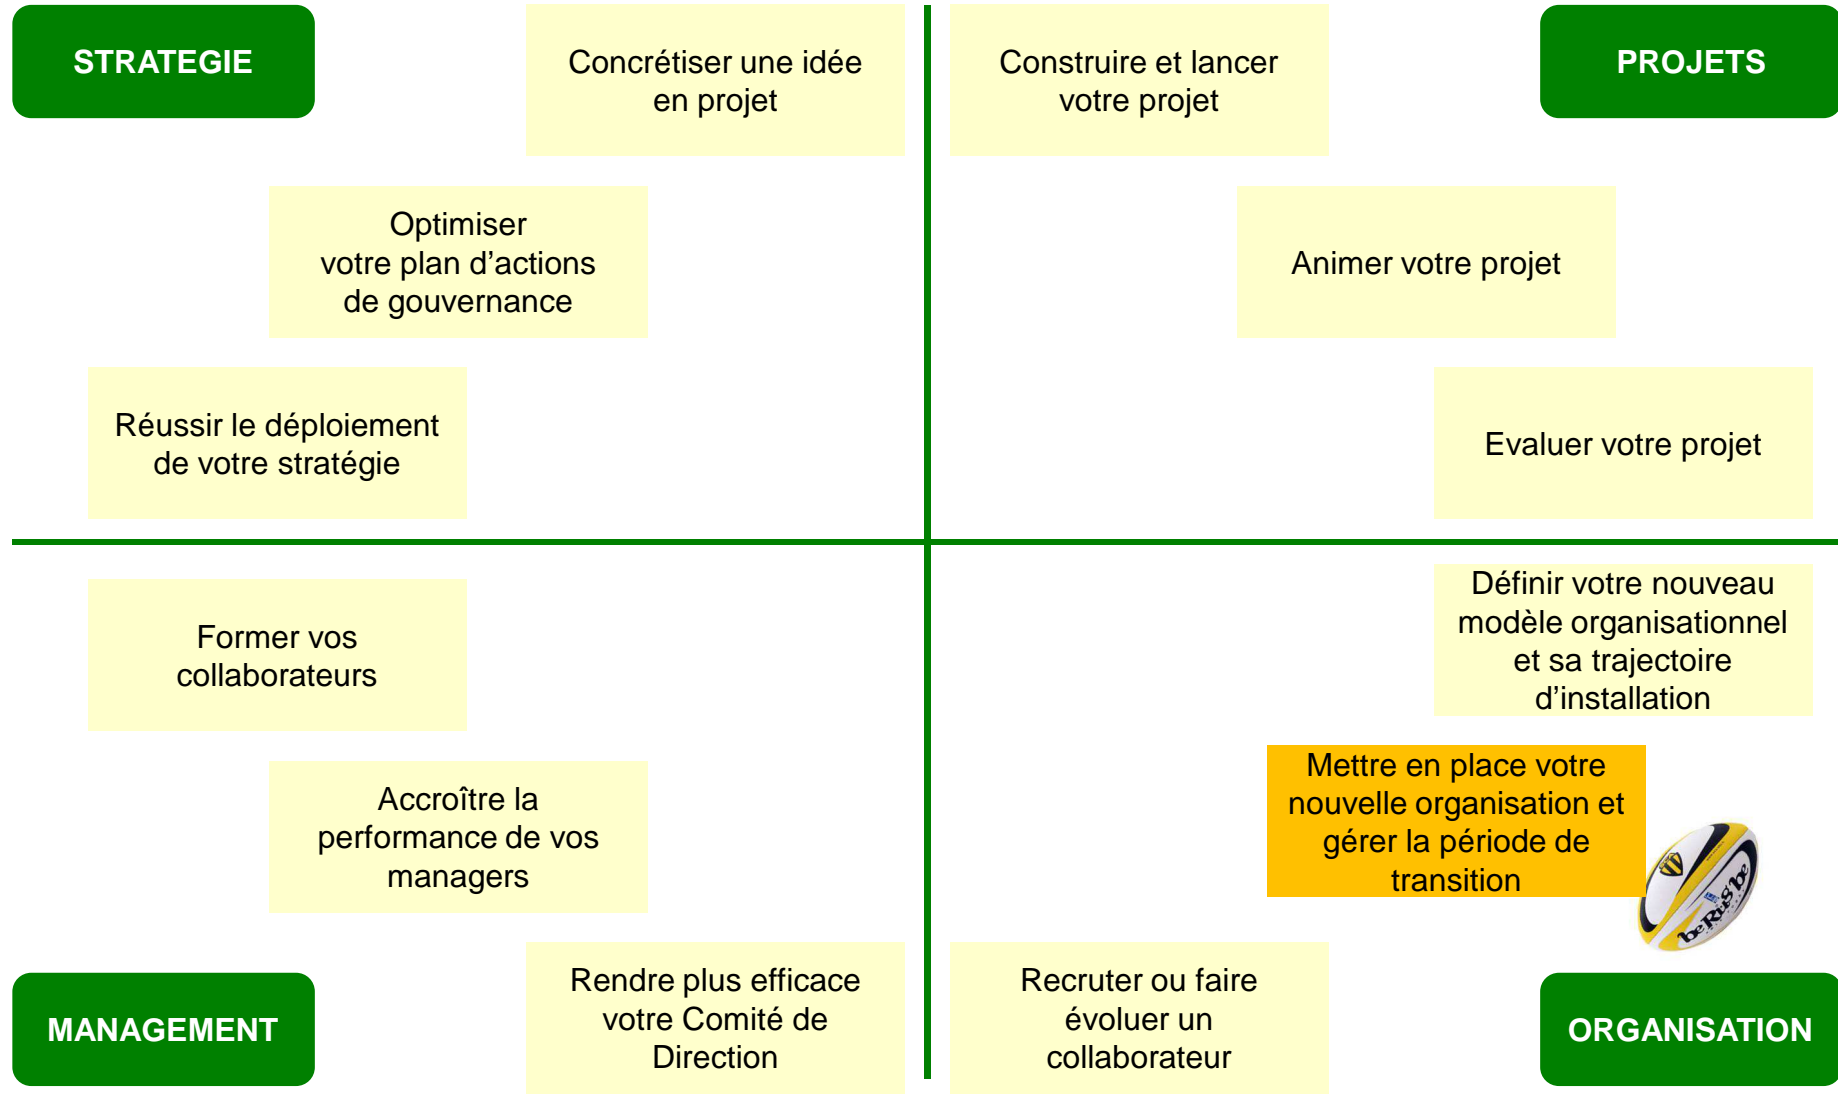 STRATEGIE
Concrétiser une idée
en projet
Optimiser
votre plan d’actions
de gouvernance
Réussir le déploiement
de votre stratégie
Construire et lancer
votre projet
PROJETS
Animer votre projet
Evaluer votre projet
Former vos
collaborateurs
Accroître la
performance de vos
managers
Rendre plus efficace
votre Comité de
Direction
MANAGEMENT
Définir votre nouveau
modèle organisationnel
et sa trajectoire
d’installation
Mettre en place votre
nouvelle organisation et
gérer la période de
transition
beRug'be
Recruter ou faire
évoluer un
collaborateur
ORGANISATION